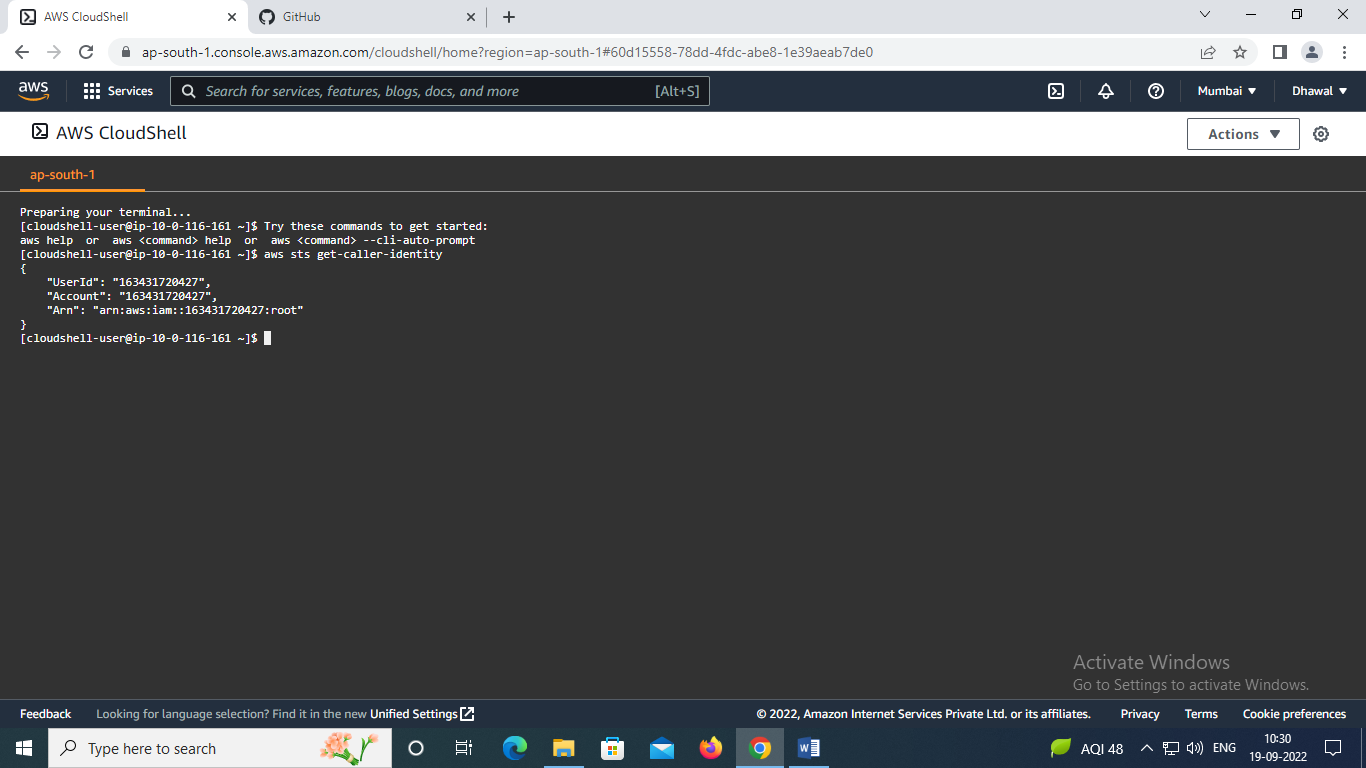 AWS CloudShell
GitHub
ap-south-1.console.aws.amazon.com/cloudshell/home?region=ap-south-1#60d15558-78dd-4fdc-abe8-1e39aeab7de0
aws
Services
Search for services, features, blogs, docs, and more
[Alt+S]
Mumbai
Dhawal
AWS CloudShell
Actions
ap-south-1
Preparing your terminal...
[cloudshell-user@ip-10-0-116-161 ~]$ Try these commands to get started:
aws help  or  aws <command> help  or  aws <command> --cli-auto-prompt
[cloudshell-user@ip-10-0-116-161 ~]$ aws sts get-caller-identity
{
    "UserId": "163431720427",
    "Account": "163431720427",
    "Arn": "arn:aws:iam::163431720427:root"
}
[cloudshell-user@ip-10-0-116-161 ~]$
Activate Windows
Go to Settings to activate Windows.
Feedback
Looking for language selection? Find it in the new Unified Settings
© 2022, Amazon Internet Services Private Ltd. or its affiliates.
Privacy
Terms
Cookie preferences
Type here to search
AQI 48
ENG
10:30
19-09-2022